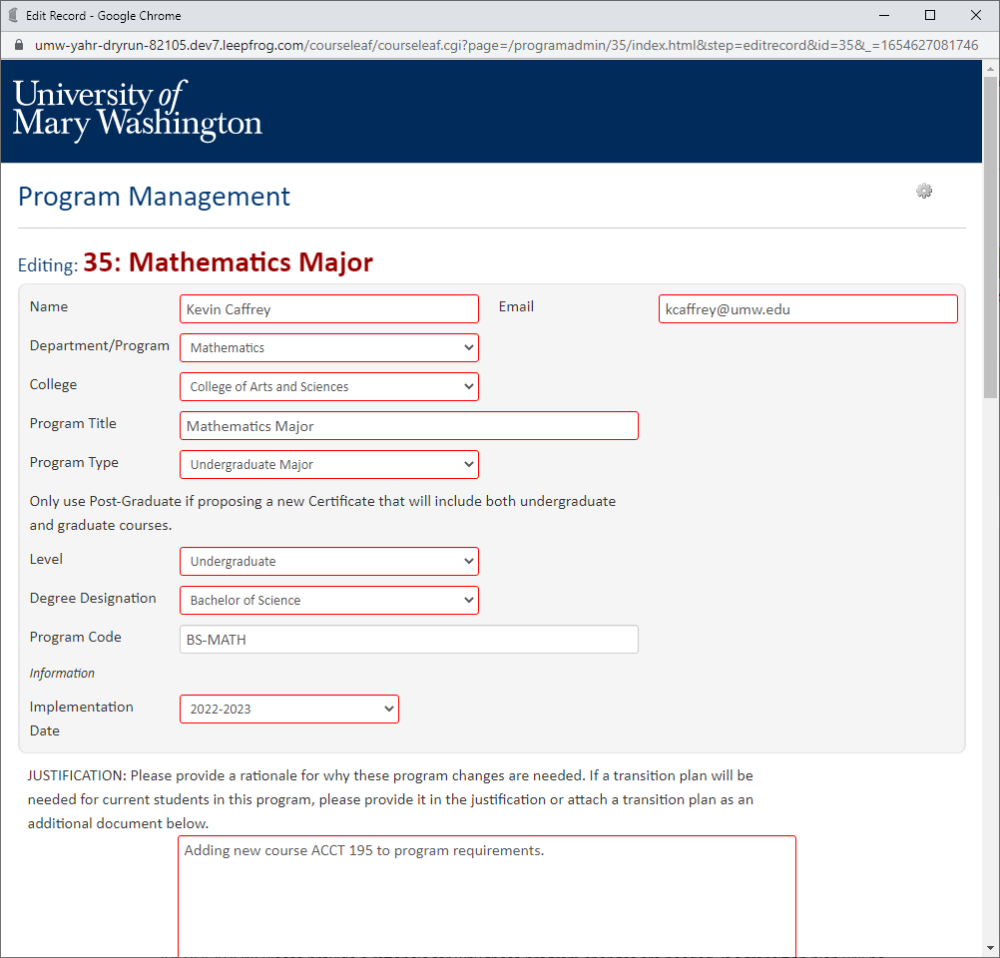 Edit Record - Google Chrome
umw-yahr-dryrun-82105.dev7.leepfrog.com/courseleaf/courseleaf.cgi?page=/programadmin/35/index.html&step=editrecord&id=35&_=1654627081746
University of
Mary Washington
Program Management
Editing: 35: Mathematics Major
Name Kevin Caffrey Email kcaffrey@umw.edu
Department/Program Mathematics
College College of Arts and Sciences
Program Title Mathematics Major
Program Type Undergraduate Major
Only use Post-Graduate if proposing a new Certificate that will include both undergraduate
and graduate courses.
Level Undergraduate
Degree Designation Bachelor of Science
Program Code BS-MATH
Information
Implementation
Date 2022-2023
JUSTIFICATION: Please provide a rationale for why these program changes are needed. If a transition plan will be
needed for current students in this program, please provide it in the justification or attach a transition plan as an
additional document below.
Adding new course ACCT 195 to program requirements.